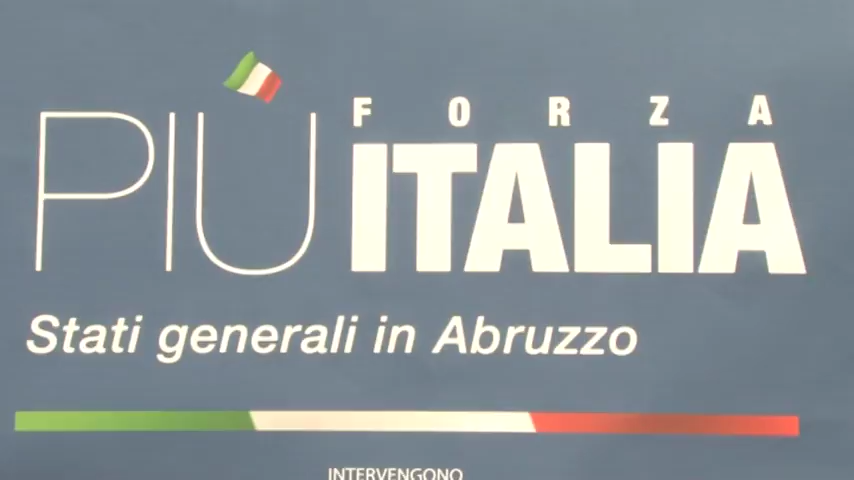 PIÙ FORZA
ITALIA
Stati generali in Abruzzo
INTERVENGONO